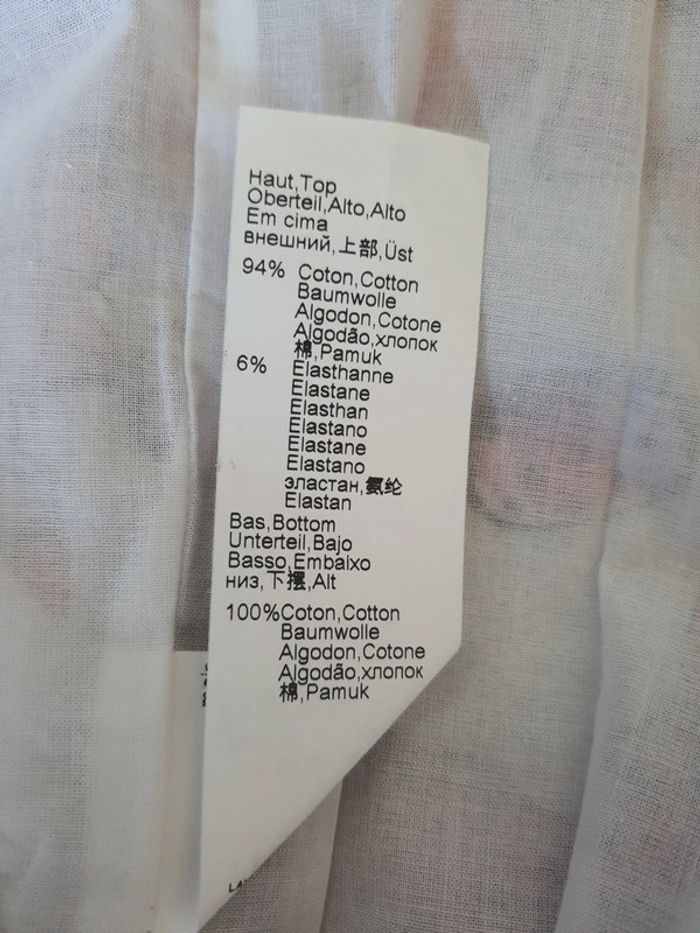 Haut,Top
Oberteil,Alto,Alto
Em cima
внешний,上部,Üst
94% Coton,Cotton
Baumwolle
Algodon,Cotone
Algodão,хлопок
棉,Pamuk
6% Elasthanne
Elastane
Elasthan
Elastano
Elastane
Elastano
эластан,氨纶
Elastan
Bas,Bottom
Unterteil,Bajo
Basso,Embaixo
низ,下摆,Alt
100%Coton,Cotton
Baumwolle
Algodon,Cotone
Algodão,хлопок
棉,Pamuk